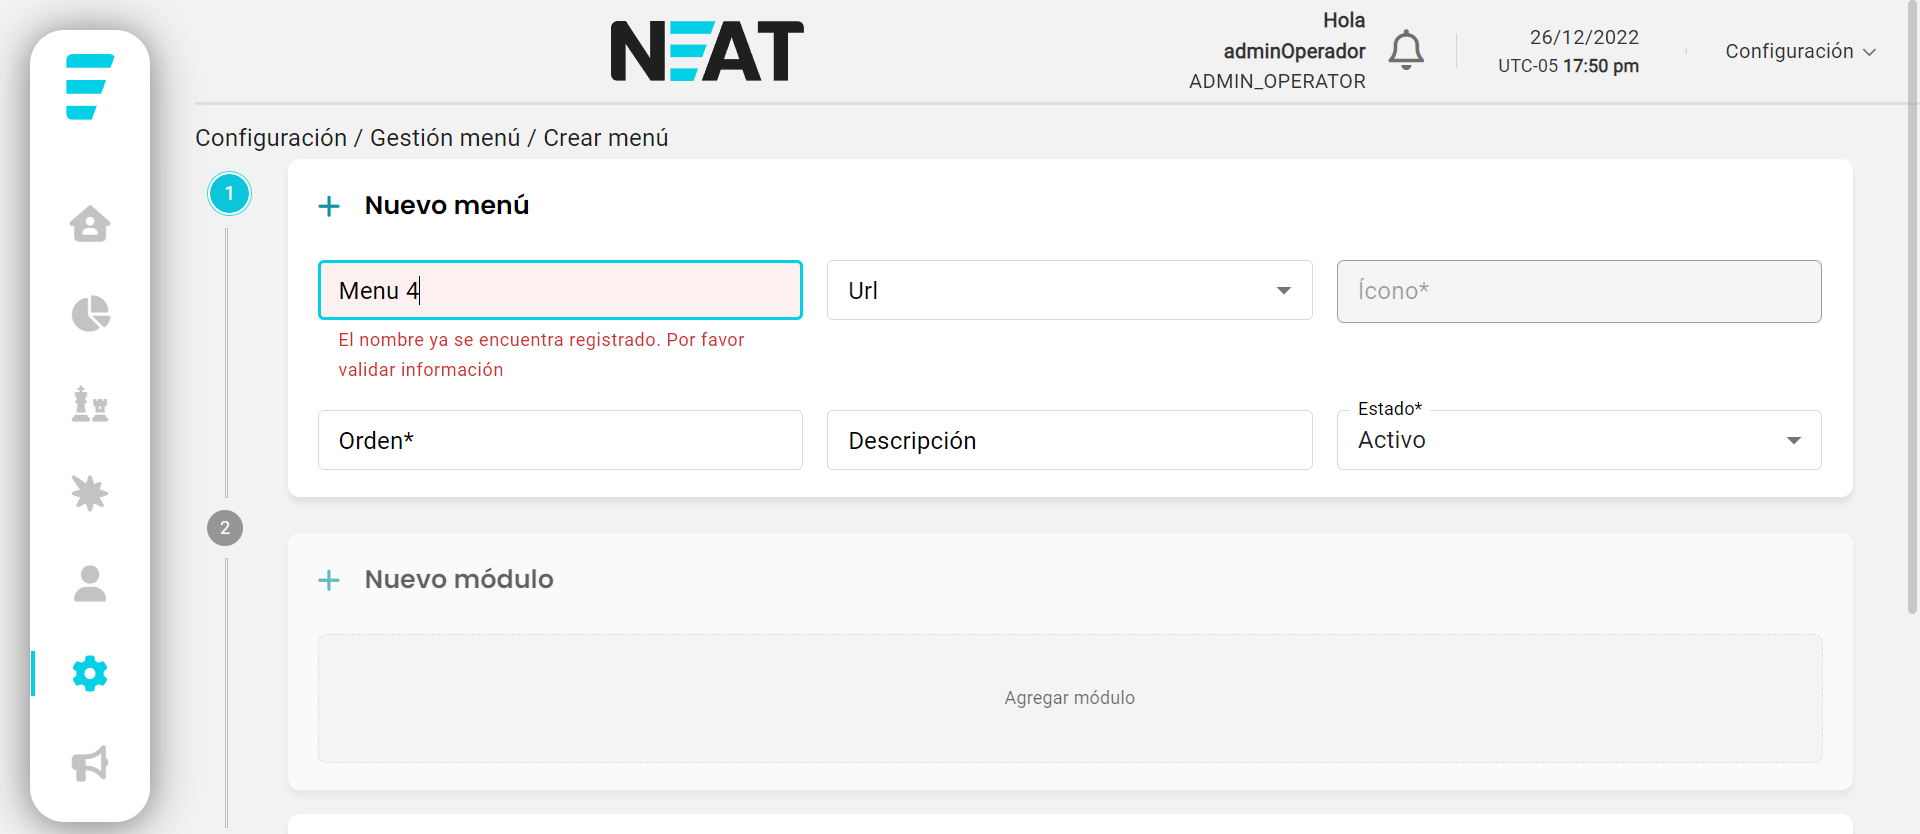 NEAT
Hola
adminOperador
ADMIN_OPERATOR
26/12/2022
UTC-05 17:50 pm
Configuración
Configuración / Gestión menú / Crear menú
1
Nuevo menú
Menu 4
Url
Ícono*
El nombre ya se encuentra registrado. Por favor
validar información
Orden*
Descripción
Estado*
Activo
2
Nuevo módulo
Agregar módulo